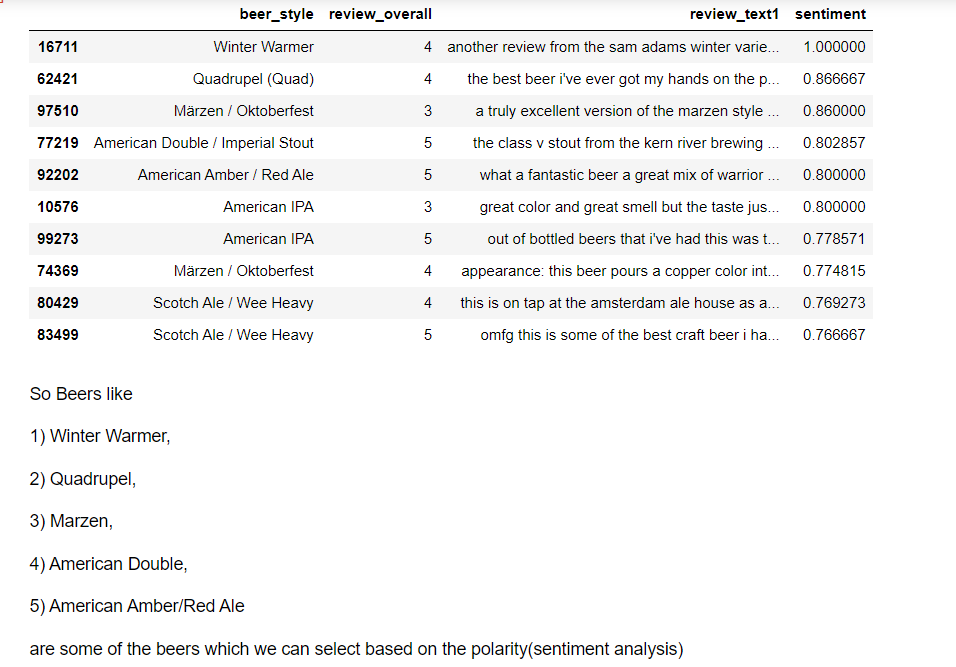 beer_style review_overall review_text1 sentiment
16711 Winter Warmer 4 another review from the sam adams winter varie... 1.000000
62421 Quadrupel (Quad) 4 the best beer i've ever got my hands on the p... 0.866667
97510 Märzen / Oktoberfest 3 a truly excellent version of the marzen style ... 0.860000
77219 American Double / Imperial Stout 5 the class v stout from the kern river brewing ... 0.802857
92202 American Amber / Red Ale 5 what a fantastic beer a great mix of warrior ... 0.800000
10576 American IPA 3 great color and great smell but the taste jus... 0.800000
99273 American IPA 5 out of bottled beers that i've had this was t... 0.778571
74369 Märzen / Oktoberfest 4 appearance: this beer pours a copper color int... 0.774815
80429 Scotch Ale / Wee Heavy 4 this is on tap at the amsterdam ale house as a... 0.769273
83499 Scotch Ale / Wee Heavy 5 omfg this is some of the best craft beer i ha... 0.766667
So Beers like
1) Winter Warmer,
2) Quadrupel,
3) Marzen,
4) American Double,
5) American Amber/Red Ale
are some of the beers which we can select based on the polarity(sentiment analysis)